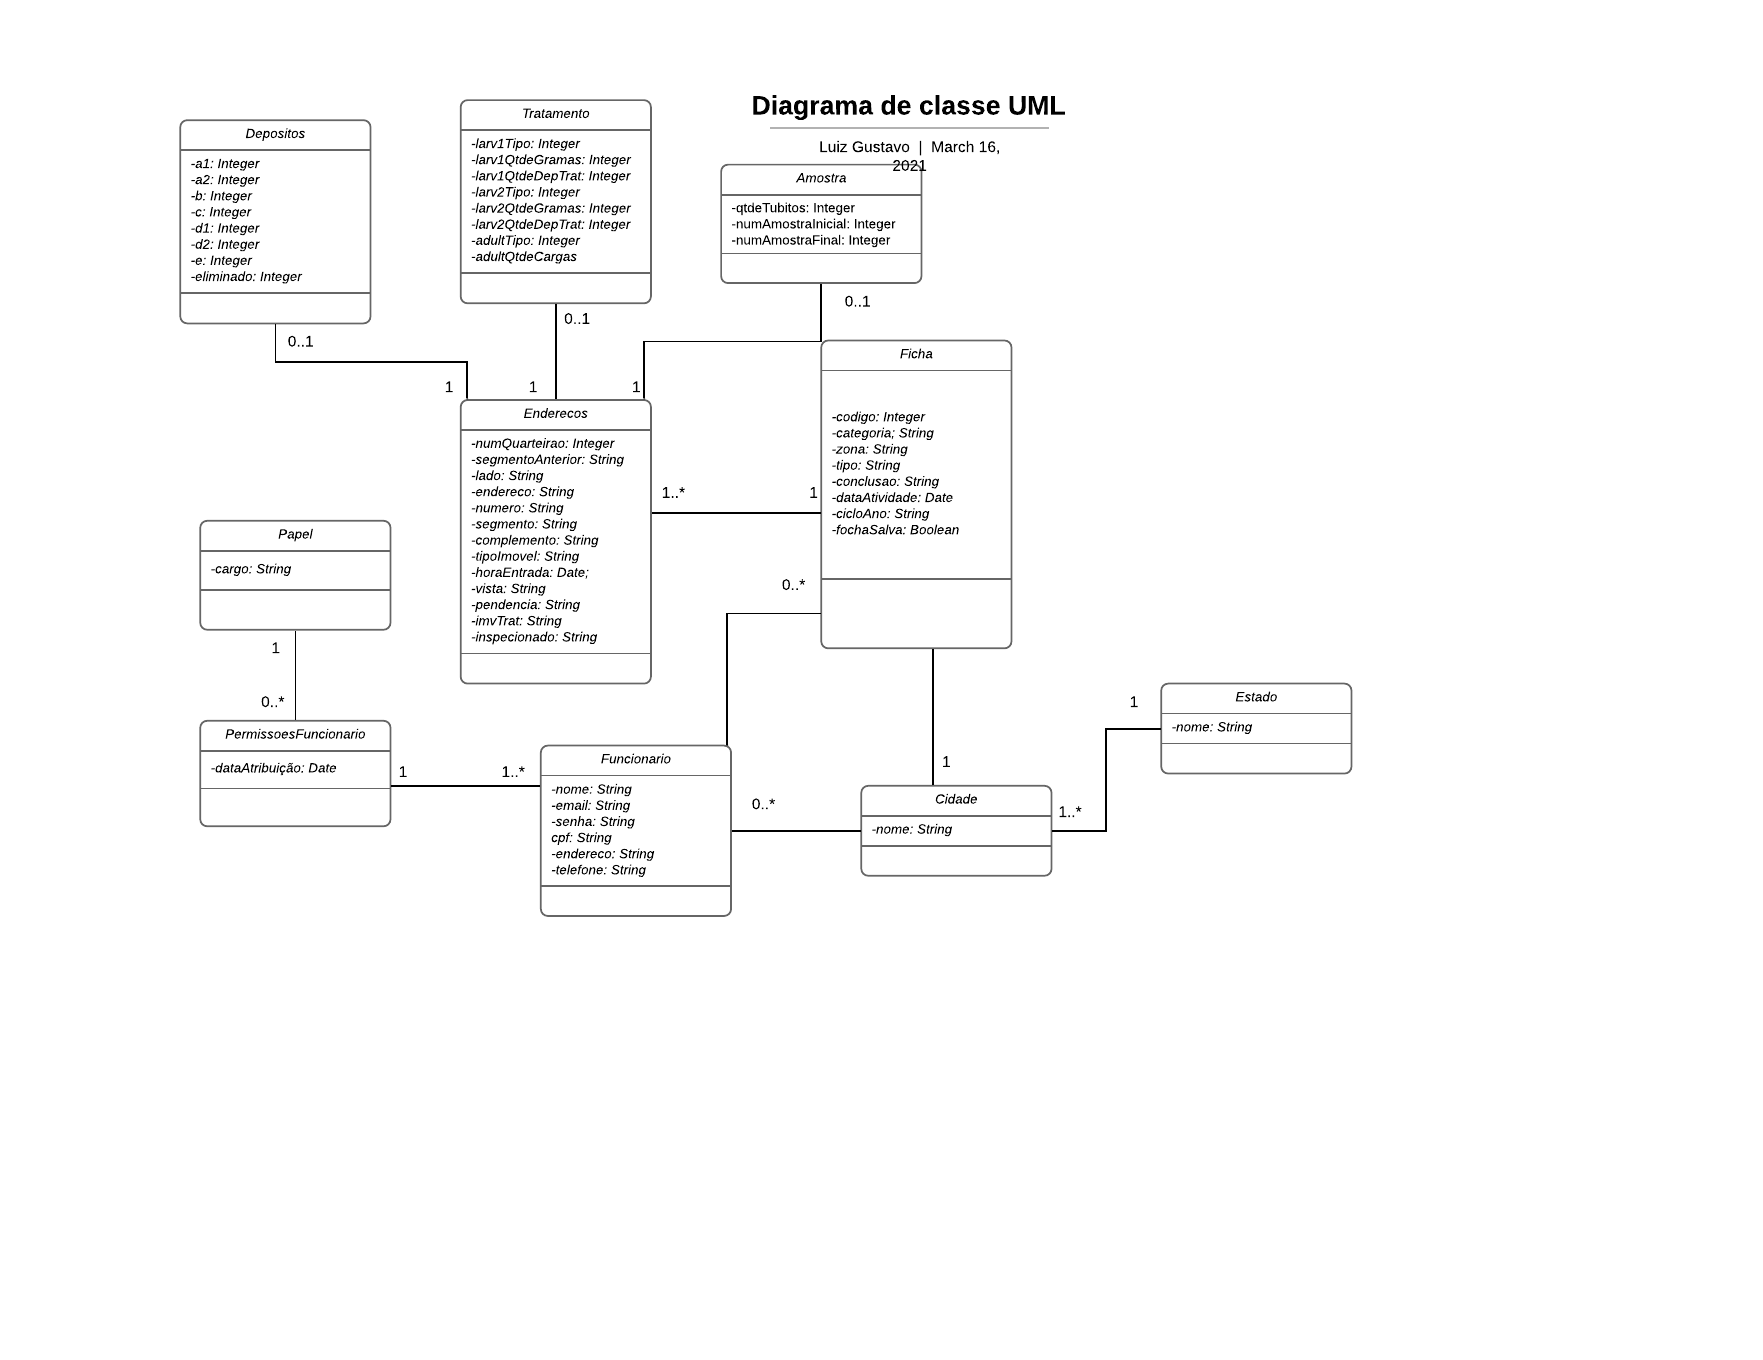 Diagrama de classe UML
Luiz Gustavo | March 16,
2021
Depositos
-a1: Integer
-a2: Integer
-b: Integer
-c: Integer
-d1: Integer
-d2: Integer
-e: Integer
-eliminado: Integer
0..1
1
Tratamento
-larv1Tipo: Integer
-larv1QtdeGramas: Integer
-larv1QtdeDepTrat: Integer
-larv2Tipo: Integer
-larv2QtdeGramas: Integer
-larv2QtdeDepTrat: Integer
-adultTipo: Integer
-adultQtdeCargas
0..1
1
Amostra
-qtdeTubitos: Integer
-numAmostraInicial: Integer
-numAmostraFinal: Integer
0..1
1
Enderecos
-numQuarteirao: Integer
-segmentoAnterior: String
-lado: String
-endereco: String
-numero: String
-segmento: String
-complemento: String
-tipoImovel: String
-horaEntrada: Date;
-vista: String
-pendencia: String
-imvTrat: String
-inspecionado: String
1..*
1
Ficha
-codigo: Integer
-categoria; String
-zona: String
-tipo: String
-conclusao: String
-dataAtividade: Date
-cicloAno: String
-fochaSalva: Boolean
0..*
Papel
-cargo: String
1
0..*
PermissoesFuncionario
-dataAtribuição: Date
1
1..*
Funcionario
-nome: String
-email: String
-senha: String
cpf: String
-endereco: String
-telefone: String
0..*
1
Cidade
-nome: String
1..*
1
Estado
-nome: String